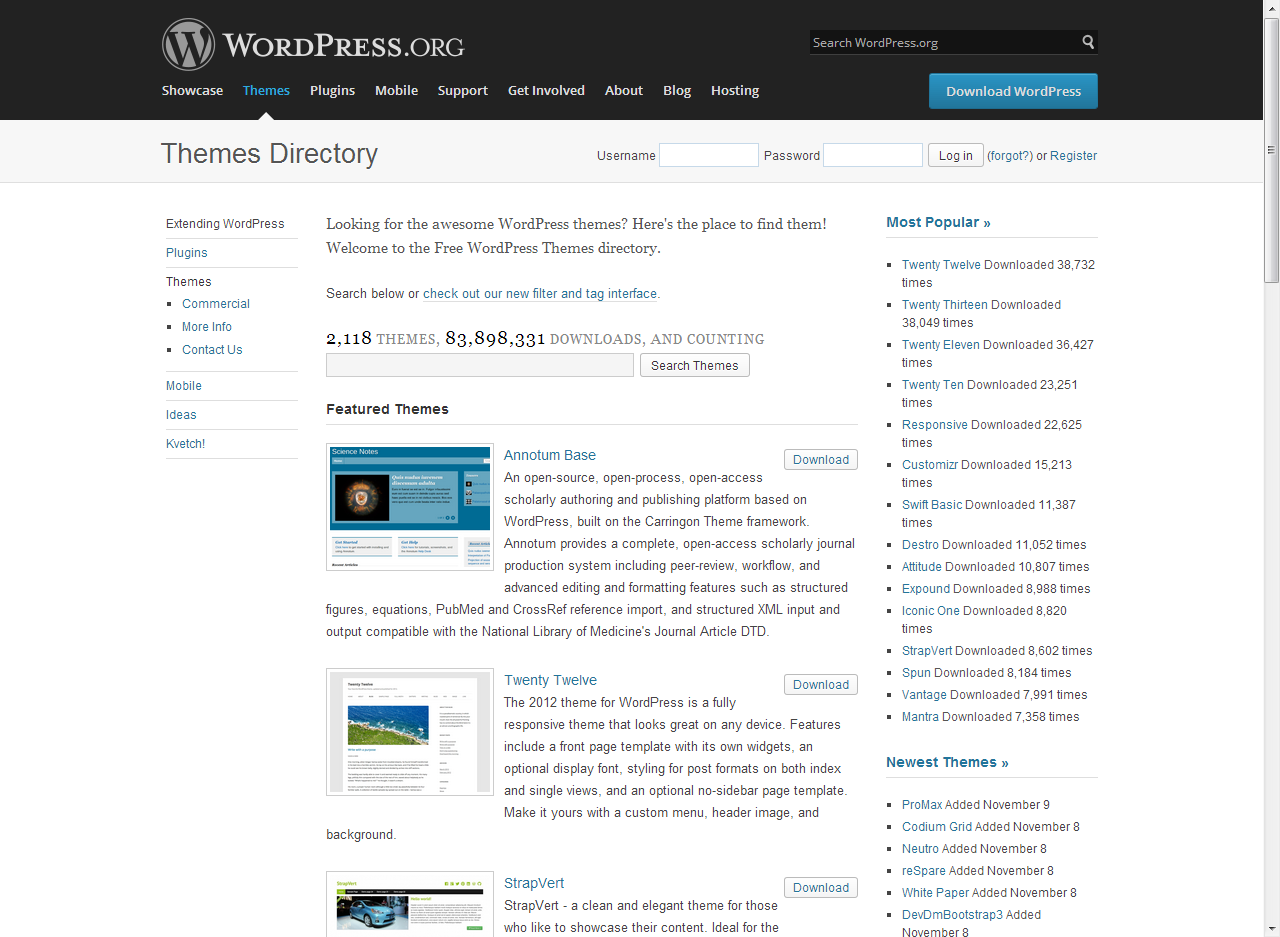 WORDPRESS.ORG
Search WordPress.org
Showcase Themes Plugins Mobile Support Get Involved About Blog Hosting
Download WordPress
Themes Directory
Username Password Log in (forgot?) or Register
Extending WordPress
Plugins
Themes
Commercial
More Info
Contact Us
Mobile
Ideas
Kvetch!
Looking for the awesome WordPress themes? Here's the place to find them!
Welcome to the Free WordPress Themes directory.
Search below or check out our new filter and tag interface.
2,118 THEMES, 83,898,331 DOWNLOADS, AND COUNTING
Search Themes
Featured Themes
Science Notes
Annotum Base
Download
An open-source, open-process, open-access
scholarly authoring and publishing platform based on
WordPress, built on the Carringon Theme framework.
Annotum provides a complete, open-access scholarly journal
production system including peer-review, workflow, and
advanced editing and formatting features such as structured
figures, equations, PubMed and CrossRef reference import, and structured XML input and
output compatible with the National Library of Medicine's Journal Article DTD.
Twenty Twelve
Twenty Twelve
Download
The 2012 theme for WordPress is a fully
responsive theme that looks great on any device. Features
include a front page template with its own widgets, an
optional display font, styling for post formats on both index
and single views, and an optional no-sidebar page template.
Make it yours with a custom menu, header image, and
background.
StrapVert
StrapVert
Download
StrapVert - a clean and elegant theme for those
who like to showcase their content. Ideal for the
Most Popular »
Twenty Twelve Downloaded 38,732
times
Twenty Thirteen Downloaded
38,049 times
Twenty Eleven Downloaded 36,427
times
Twenty Ten Downloaded 23,251
times
Responsive Downloaded 22,625
times
Customizr Downloaded 15,213
times
Swift Basic Downloaded 11,387
times
Destro Downloaded 11,052 times
Attitude Downloaded 10,807 times
Expound Downloaded 8,988 times
Iconic One Downloaded 8,820
times
StrapVert Downloaded 8,602 times
Spun Downloaded 8,184 times
Vantage Downloaded 7,991 times
Mantra Downloaded 7,358 times
Newest Themes »
ProMax Added November 9
Codium Grid Added November 8
Neutro Added November 8
reSpare Added November 8
White Paper Added November 8
DevDmBootstrap3 Added
November 8